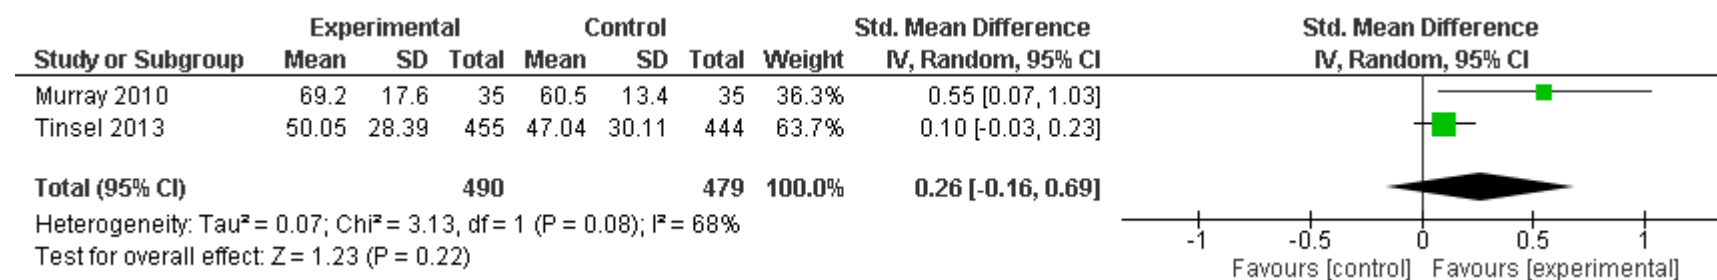 Experimental Control Std. Mean Difference Std. Mean Difference
Study or Subgroup Mean SD Total Mean SD Total Weight IV, Random, 95% CI IV, Random, 95% CI
Murray 2010 69.2 17.6 35 60.5 13.4 35 36.3% 0.55 [0.07, 1.03]
Tinsel 2013 50.05 28.39 455 47.04 30.11 444 63.7% 0.10 [-0.03, 0.23]
Total (95% CI) 490 479 100.0% 0.26 [-0.16, 0.69]
Heterogeneity: Tau² = 0.07; Chi² = 3.13, df = 1 (P = 0.08); I² = 68%
Test for overall effect: Z = 1.23 (P = 0.22)
-1 -0.5 0 0.5 1
Favours [control] Favours [experimental]